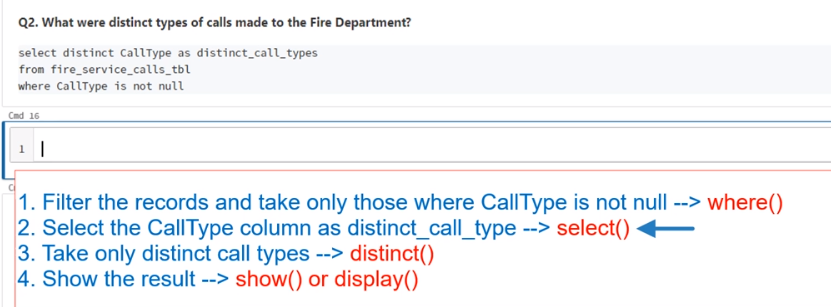 Q2. What were distinct types of calls made to the Fire Department?
select distinct CallType as distinct_call_types
from fire_service_calls_tbl
where CallType is not null
Cmd 16
1
1. Filter the records and take only those where CallType is not null --> where()
2. Select the CallType column as distinct_call_type --> select()
3. Take only distinct call types --> distinct()
4. Show the result --> show() or display()